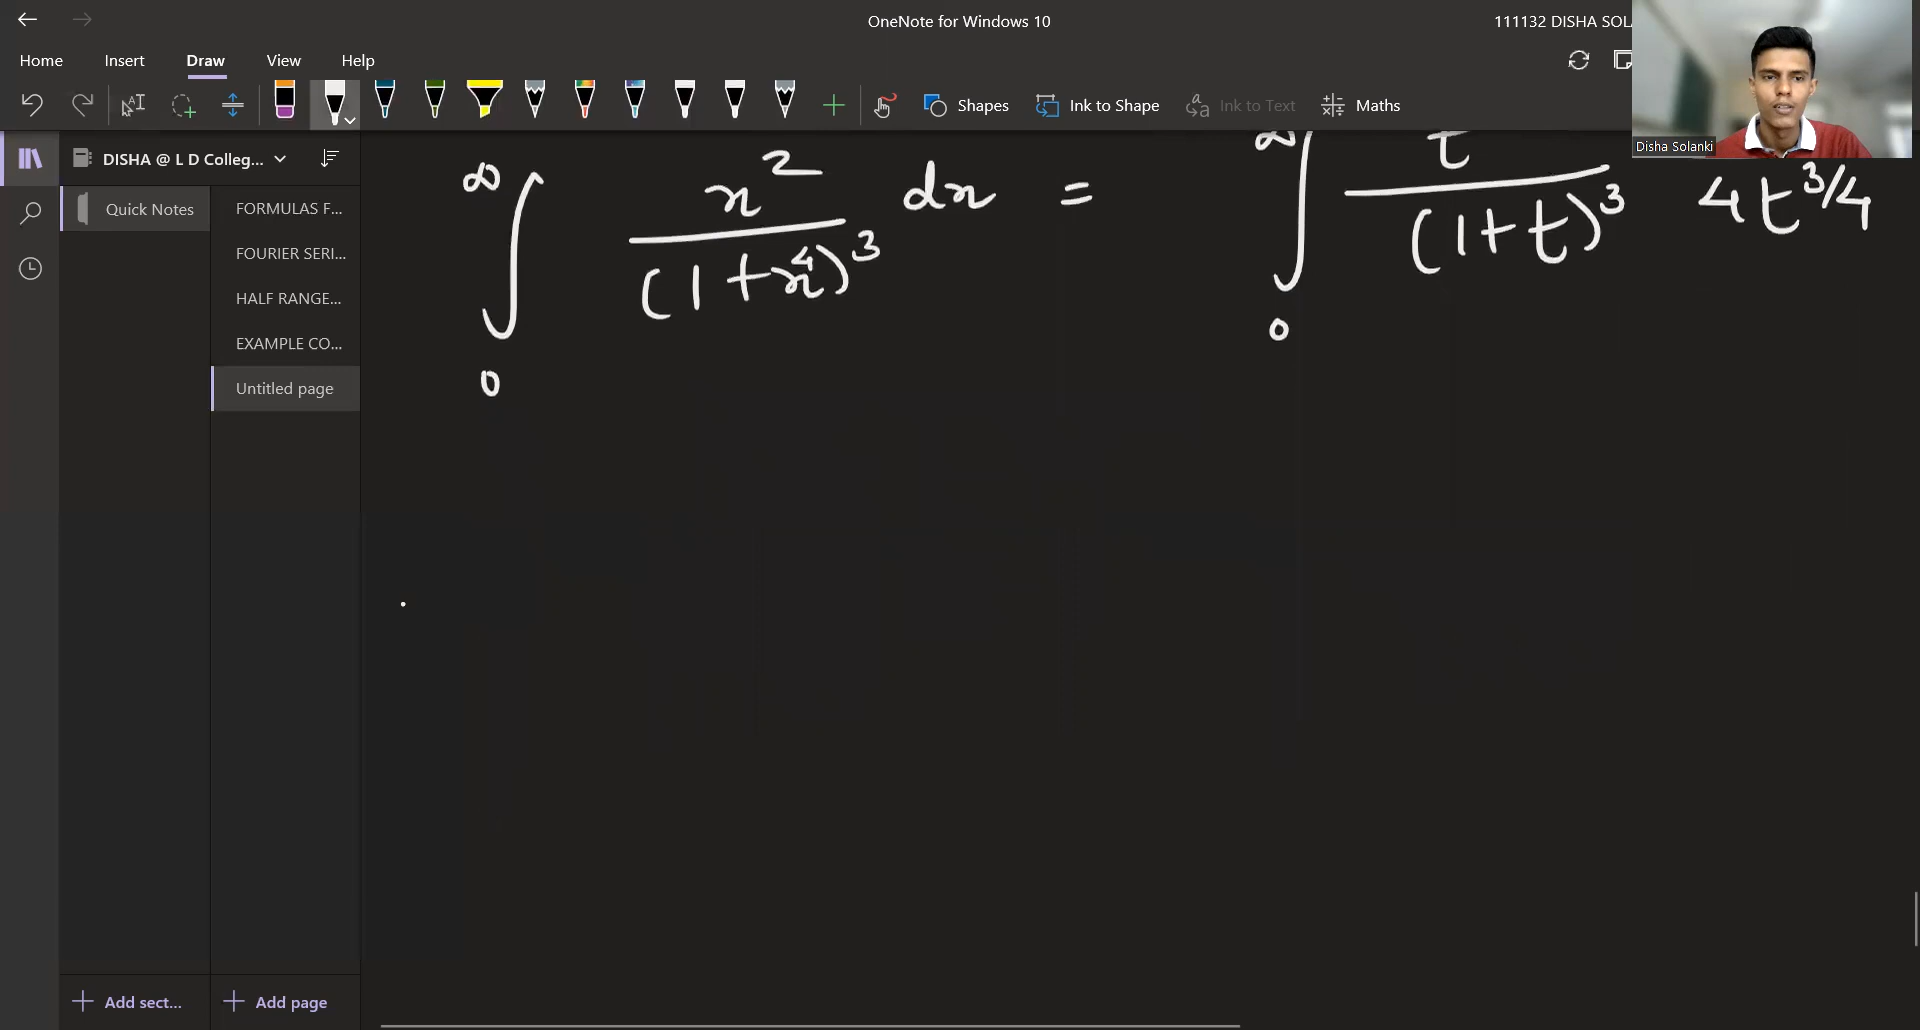 OneNote for Windows 10
111132 DISHA SOL
Home Insert Draw View Help
Shapes Ink to Shape Ink to Text Maths
Disha Solanki
DISHA @ L D Colleg...
Quick Notes
FORMULAS F...
FOURIER SERI...
HALF RANGE...
EXAMPLE CO...
Untitled page
∫₀^∞ x²/(1+x⁴)³ dx = ∫₀^∞ t/(1+t)³ 4t^3/4
Add sect...
Add page